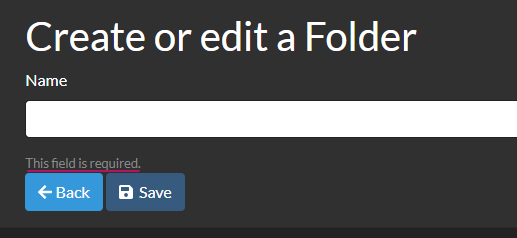 Create or edit a Folder
Name
This field is required.
Back Save